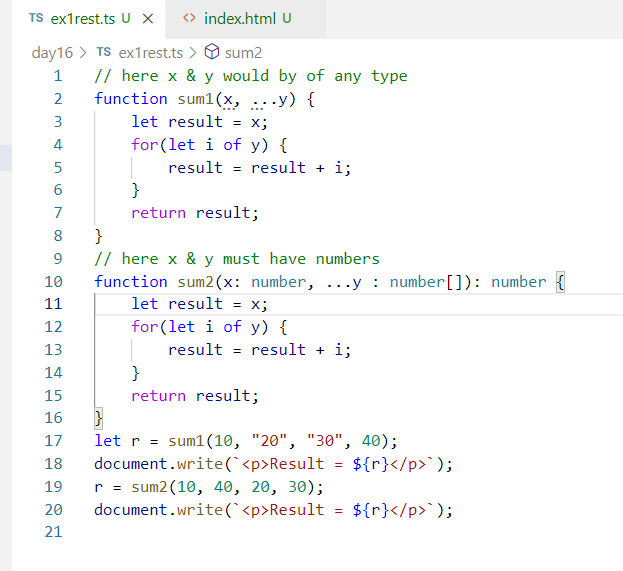 TS ex1rest.ts U × <> index.html U
day16 > TS ex1rest.ts > sum2
1 // here x & y would by of any type
2 function sum1(x, ...y) {
3     let result = x;
4     for(let i of y) {
5         result = result + i;
6     }
7     return result;
8 }
9 // here x & y must have numbers
10 function sum2(x: number, ...y : number[]): number {
11     let result = x;
12     for(let i of y) {
13         result = result + i;
14     }
15     return result;
16 }
17 let r = sum1(10, "20", "30", 40);
18 document.write(`<p>Result = ${r}</p>`);
19 r = sum2(10, 40, 20, 30);
20 document.write(`<p>Result = ${r}</p>`);
21